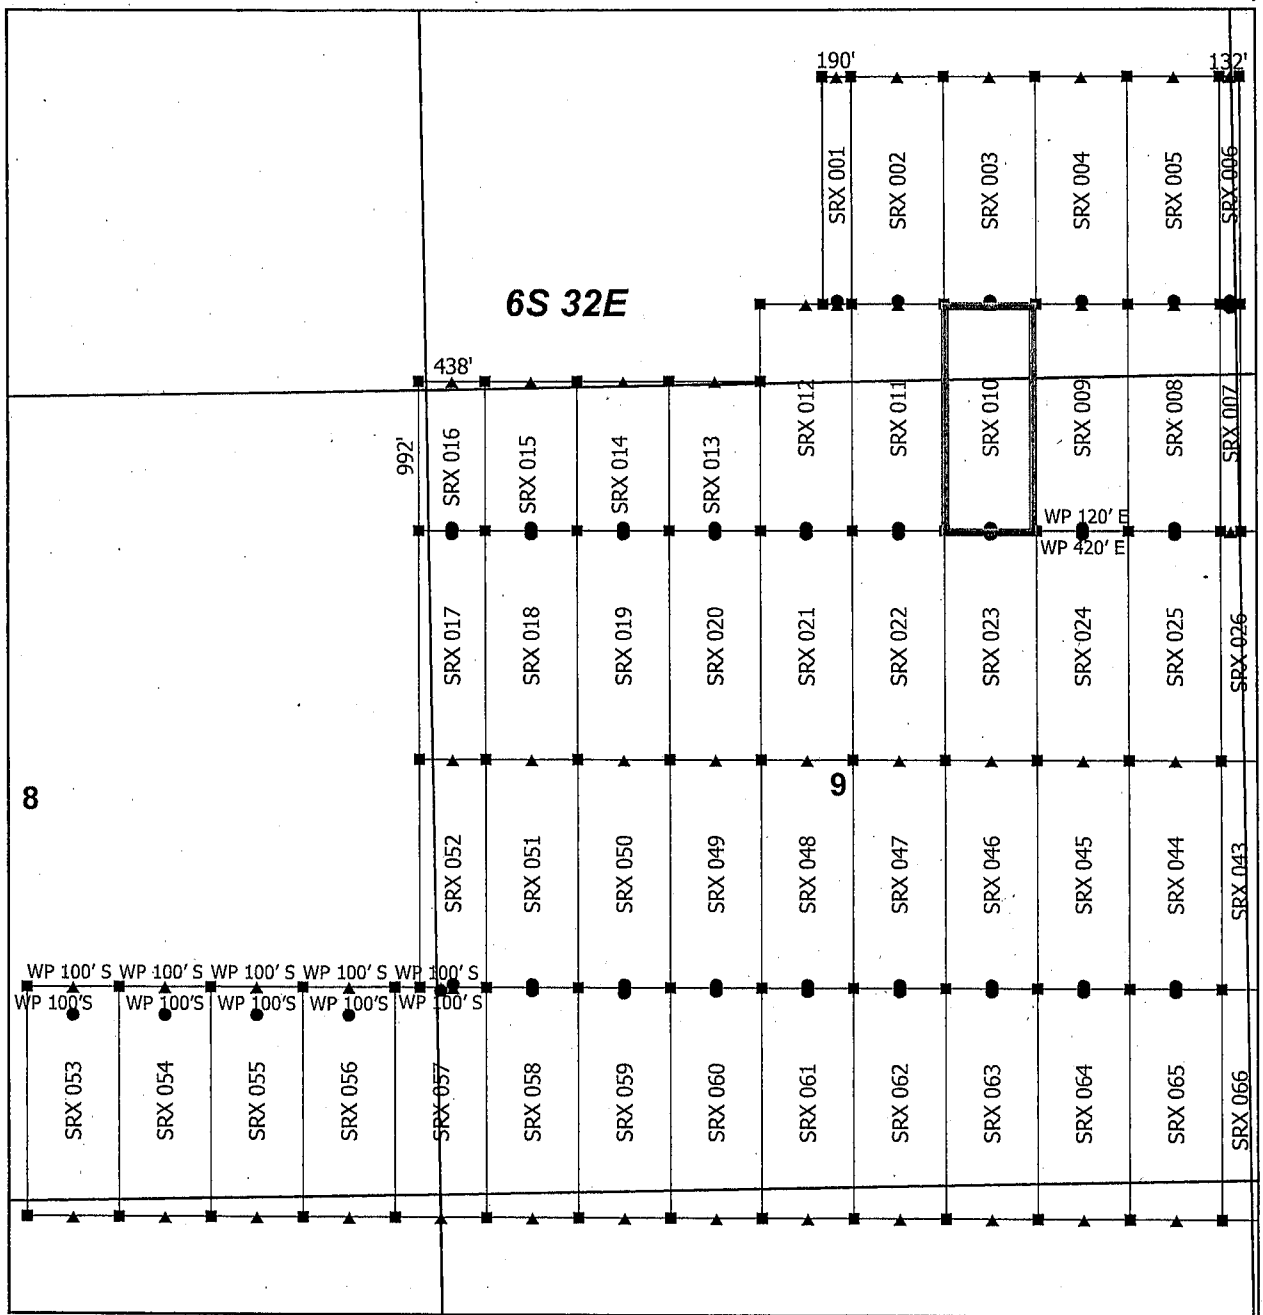 190' 132'
SRX 001 SRX 002 SRX 003 SRX 004 SRX 005 SRX 006
6S 32E
438'
992'
SRX 016 SRX 015 SRX 014 SRX 013 SRX 012 SRX 011 SRX 010 SRX 009 SRX 008 SRX 007
WP 120' E
WP 420' E
SRX 017 SRX 018 SRX 019 SRX 020 SRX 021 SRX 022 SRX 023 SRX 024 SRX 025 SRX 026
8 9
SRX 052 SRX 051 SRX 050 SRX 049 SRX 048 SRX 047 SRX 046 SRX 045 SRX 044 SRX 043
WP 100' S WP 100' S WP 100' S WP 100' S WP 100' S
WP 100'S WP 100'S WP 100'S WP 100'S WP 100' S
SRX 053 SRX 054 SRX 055 SRX 056 SRX 057 SRX 058 SRX 059 SRX 060 SRX 061 SRX 062 SRX 063 SRX 064 SRX 065 SRX 066